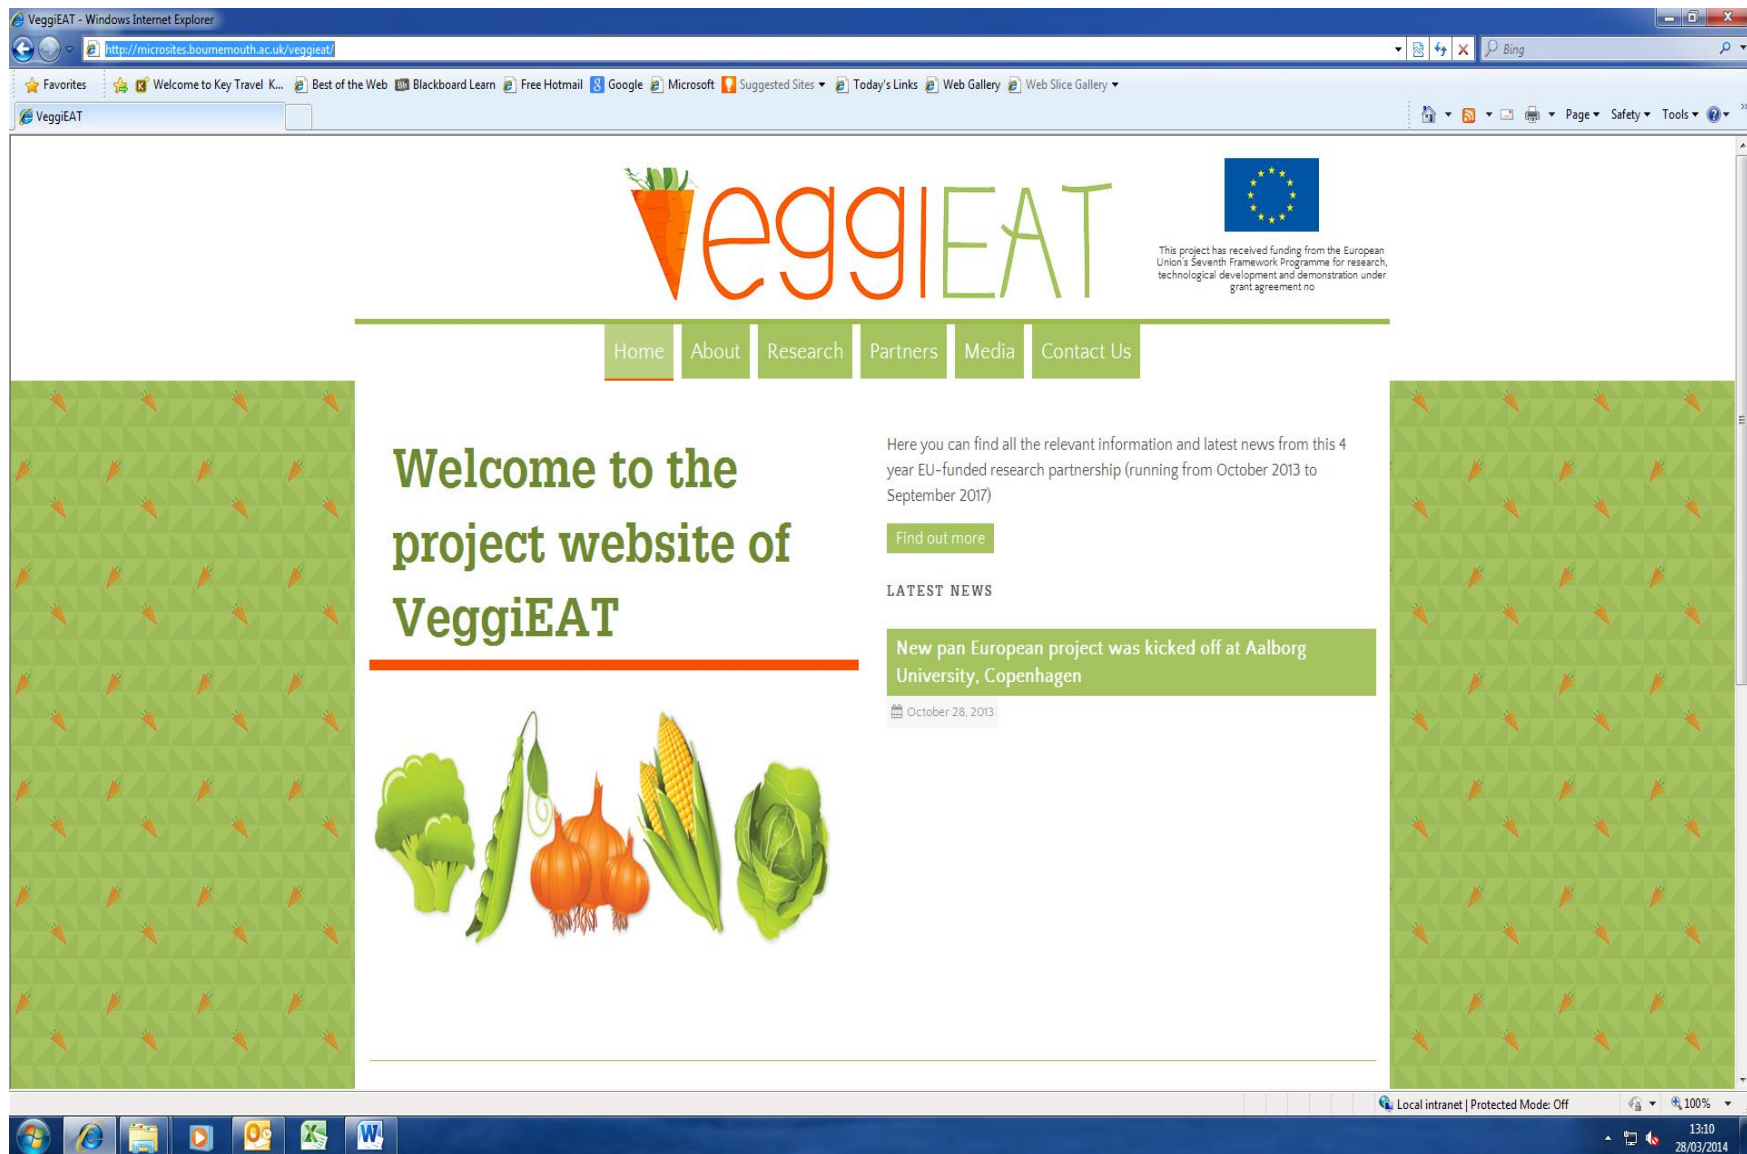 VeggiEAT - Windows Internet Explorer
http://microsites.bournemouth.ac.uk/veggieat/
Bing
Favorites
Welcome to Key Travel K...
Best of the Web
Blackboard Learn
Free Hotmail
Google
Microsoft
Suggested Sites
Today's Links
Web Gallery
Web Slice Gallery
VeggiEAT
Page
Safety
Tools
VeggiEAT
This project has received funding from the European
Union's Seventh Framework Programme for research,
technological development and demonstration under
grant agreement no
Home
About
Research
Partners
Media
Contact Us
Welcome to the
project website of
VeggiEAT
Here you can find all the relevant information and latest news from this 4
year EU-funded research partnership (running from October 2013 to
September 2017)
Find out more
LATEST NEWS
New pan European project was kicked off at Aalborg
University, Copenhagen
October 28, 2013
Local intranet | Protected Mode: Off
100%
13:10
28/03/2014